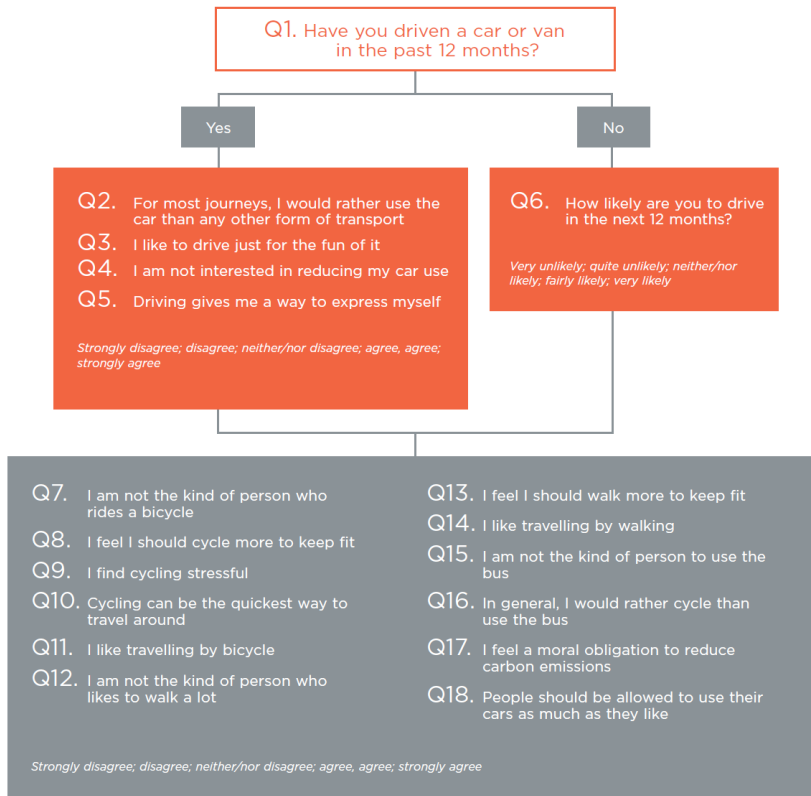 Q1. Have you driven a car or van
in the past 12 months?
Yes
No
Q2. For most journeys, I would rather use the
car than any other form of transport
Q3. I like to drive just for the fun of it
Q4. I am not interested in reducing my car use
Q5. Driving gives me a way to express myself
Strongly disagree; disagree; neither/nor disagree; agree, agree;
strongly agree
Q6. How likely are you to drive
in the next 12 months?
Very unlikely; quite unlikely; neither/nor
likely; fairly likely; very likely
Q7. I am not the kind of person who
rides a bicycle
Q8. I feel I should cycle more to keep fit
Q9. I find cycling stressful
Q10. Cycling can be the quickest way to
travel around
Q11. I like travelling by bicycle
Q12. I am not the kind of person who
likes to walk a lot
Q13. I feel I should walk more to keep fit
Q14. I like travelling by walking
Q15. I am not the kind of person to use the
bus
Q16. In general, I would rather cycle than
use the bus
Q17. I feel a moral obligation to reduce
carbon emissions
Q18. People should be allowed to use their
cars as much as they like
Strongly disagree; disagree; neither/nor disagree; agree, agree; strongly agree